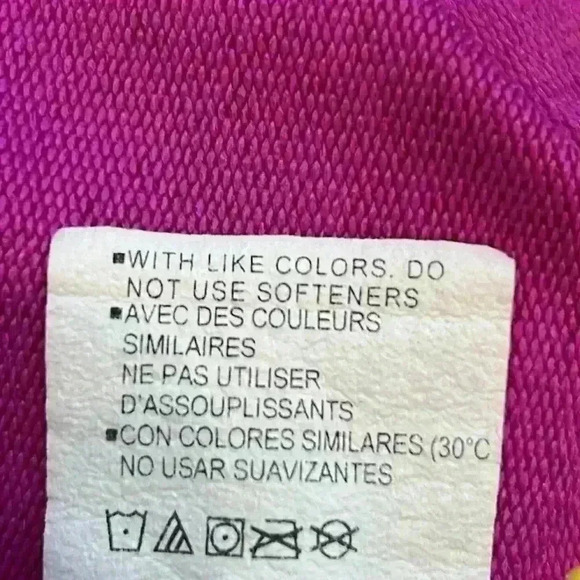 ▪WITH LIKE COLORS. DO
NOT USE SOFTENERS
▪AVEC DES COULEURS
SIMILAIRES
NE PAS UTILISER
D'ASSOUPLISSANTS
▪CON COLORES SIMILARES (30°C
NO USAR SUAVIZANTES